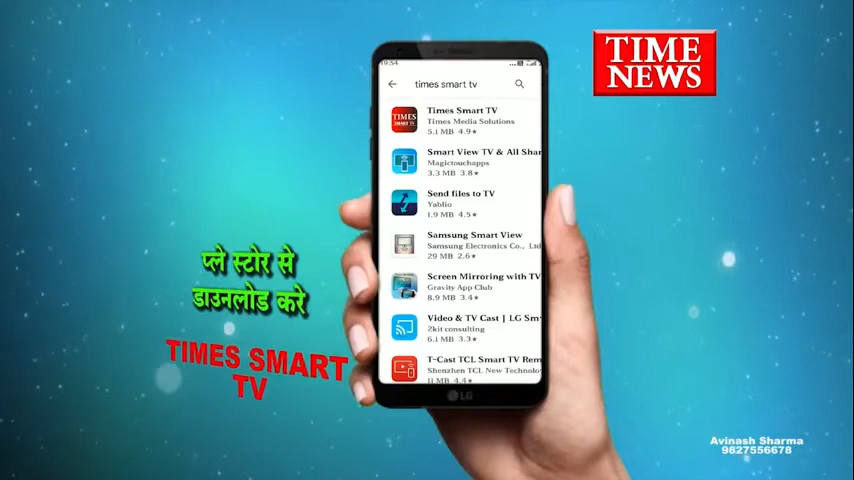 TIME
NEWS
19:54
times smart tv
Times Smart TV
Times Media Solutions
5.1 MB 4.9★
Smart View TV & All Shar
Magictouchapps
3.3 MB 3.8★
Send files to TV
Yablio
1.9 MB 4.5★
Samsung Smart View
Samsung Electronics Co., Ltd
29 MB 2.6★
Screen Mirroring with TV
Gravity App Club
8.9 MB 3.4★
Video & TV Cast | LG Sm
2kit consulting
6.1 MB 3.3★
T-Cast TCL Smart TV Rem
Shenzhen TCL New Technolo
11 MB 4.4★
LG
TIMES
SMART TV
प्ले स्टोर से
डाउनलोड करे
TIMES SMART
TV
Avinash Sharma
9827556678